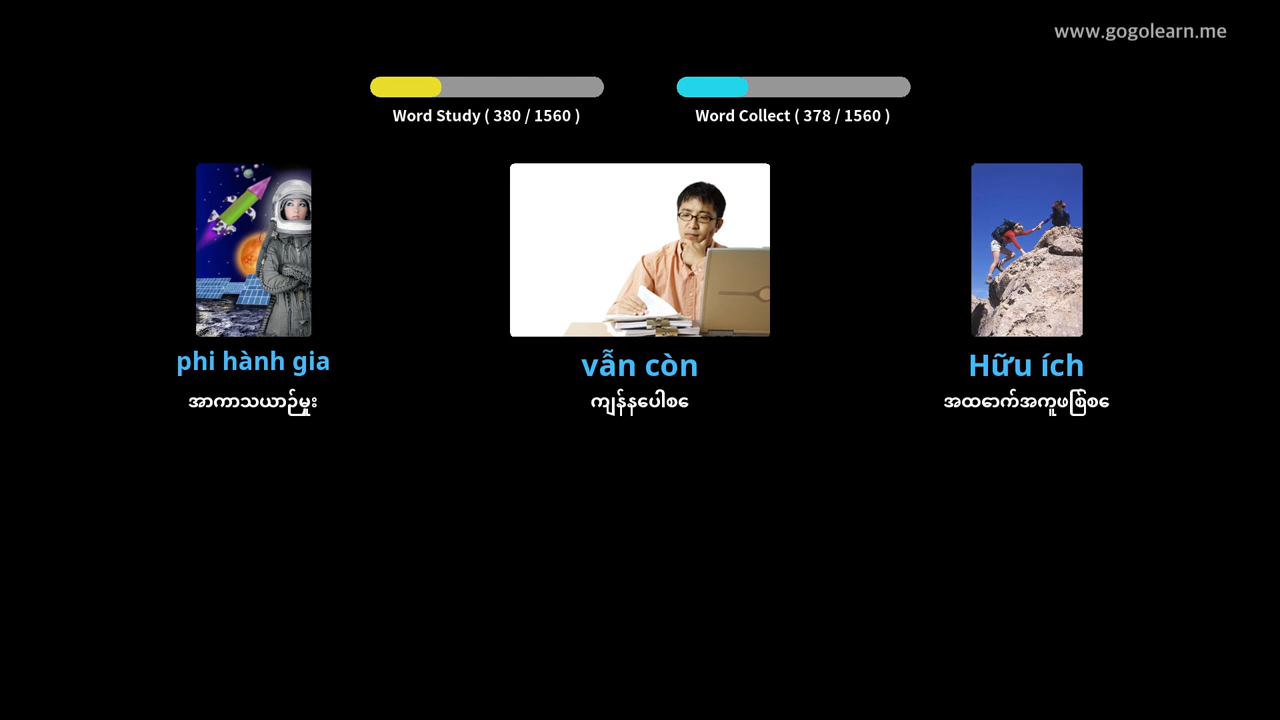 www.gogolearn.me
Word Study ( 380 / 1560 )
Word Collect ( 378 / 1560 )
phi hành gia
vẫn còn
Hữu ích
အာကာသယာဉ်မှူး
ကျန်နပေါစေ
အထောက်အကူဖြစ်စေ